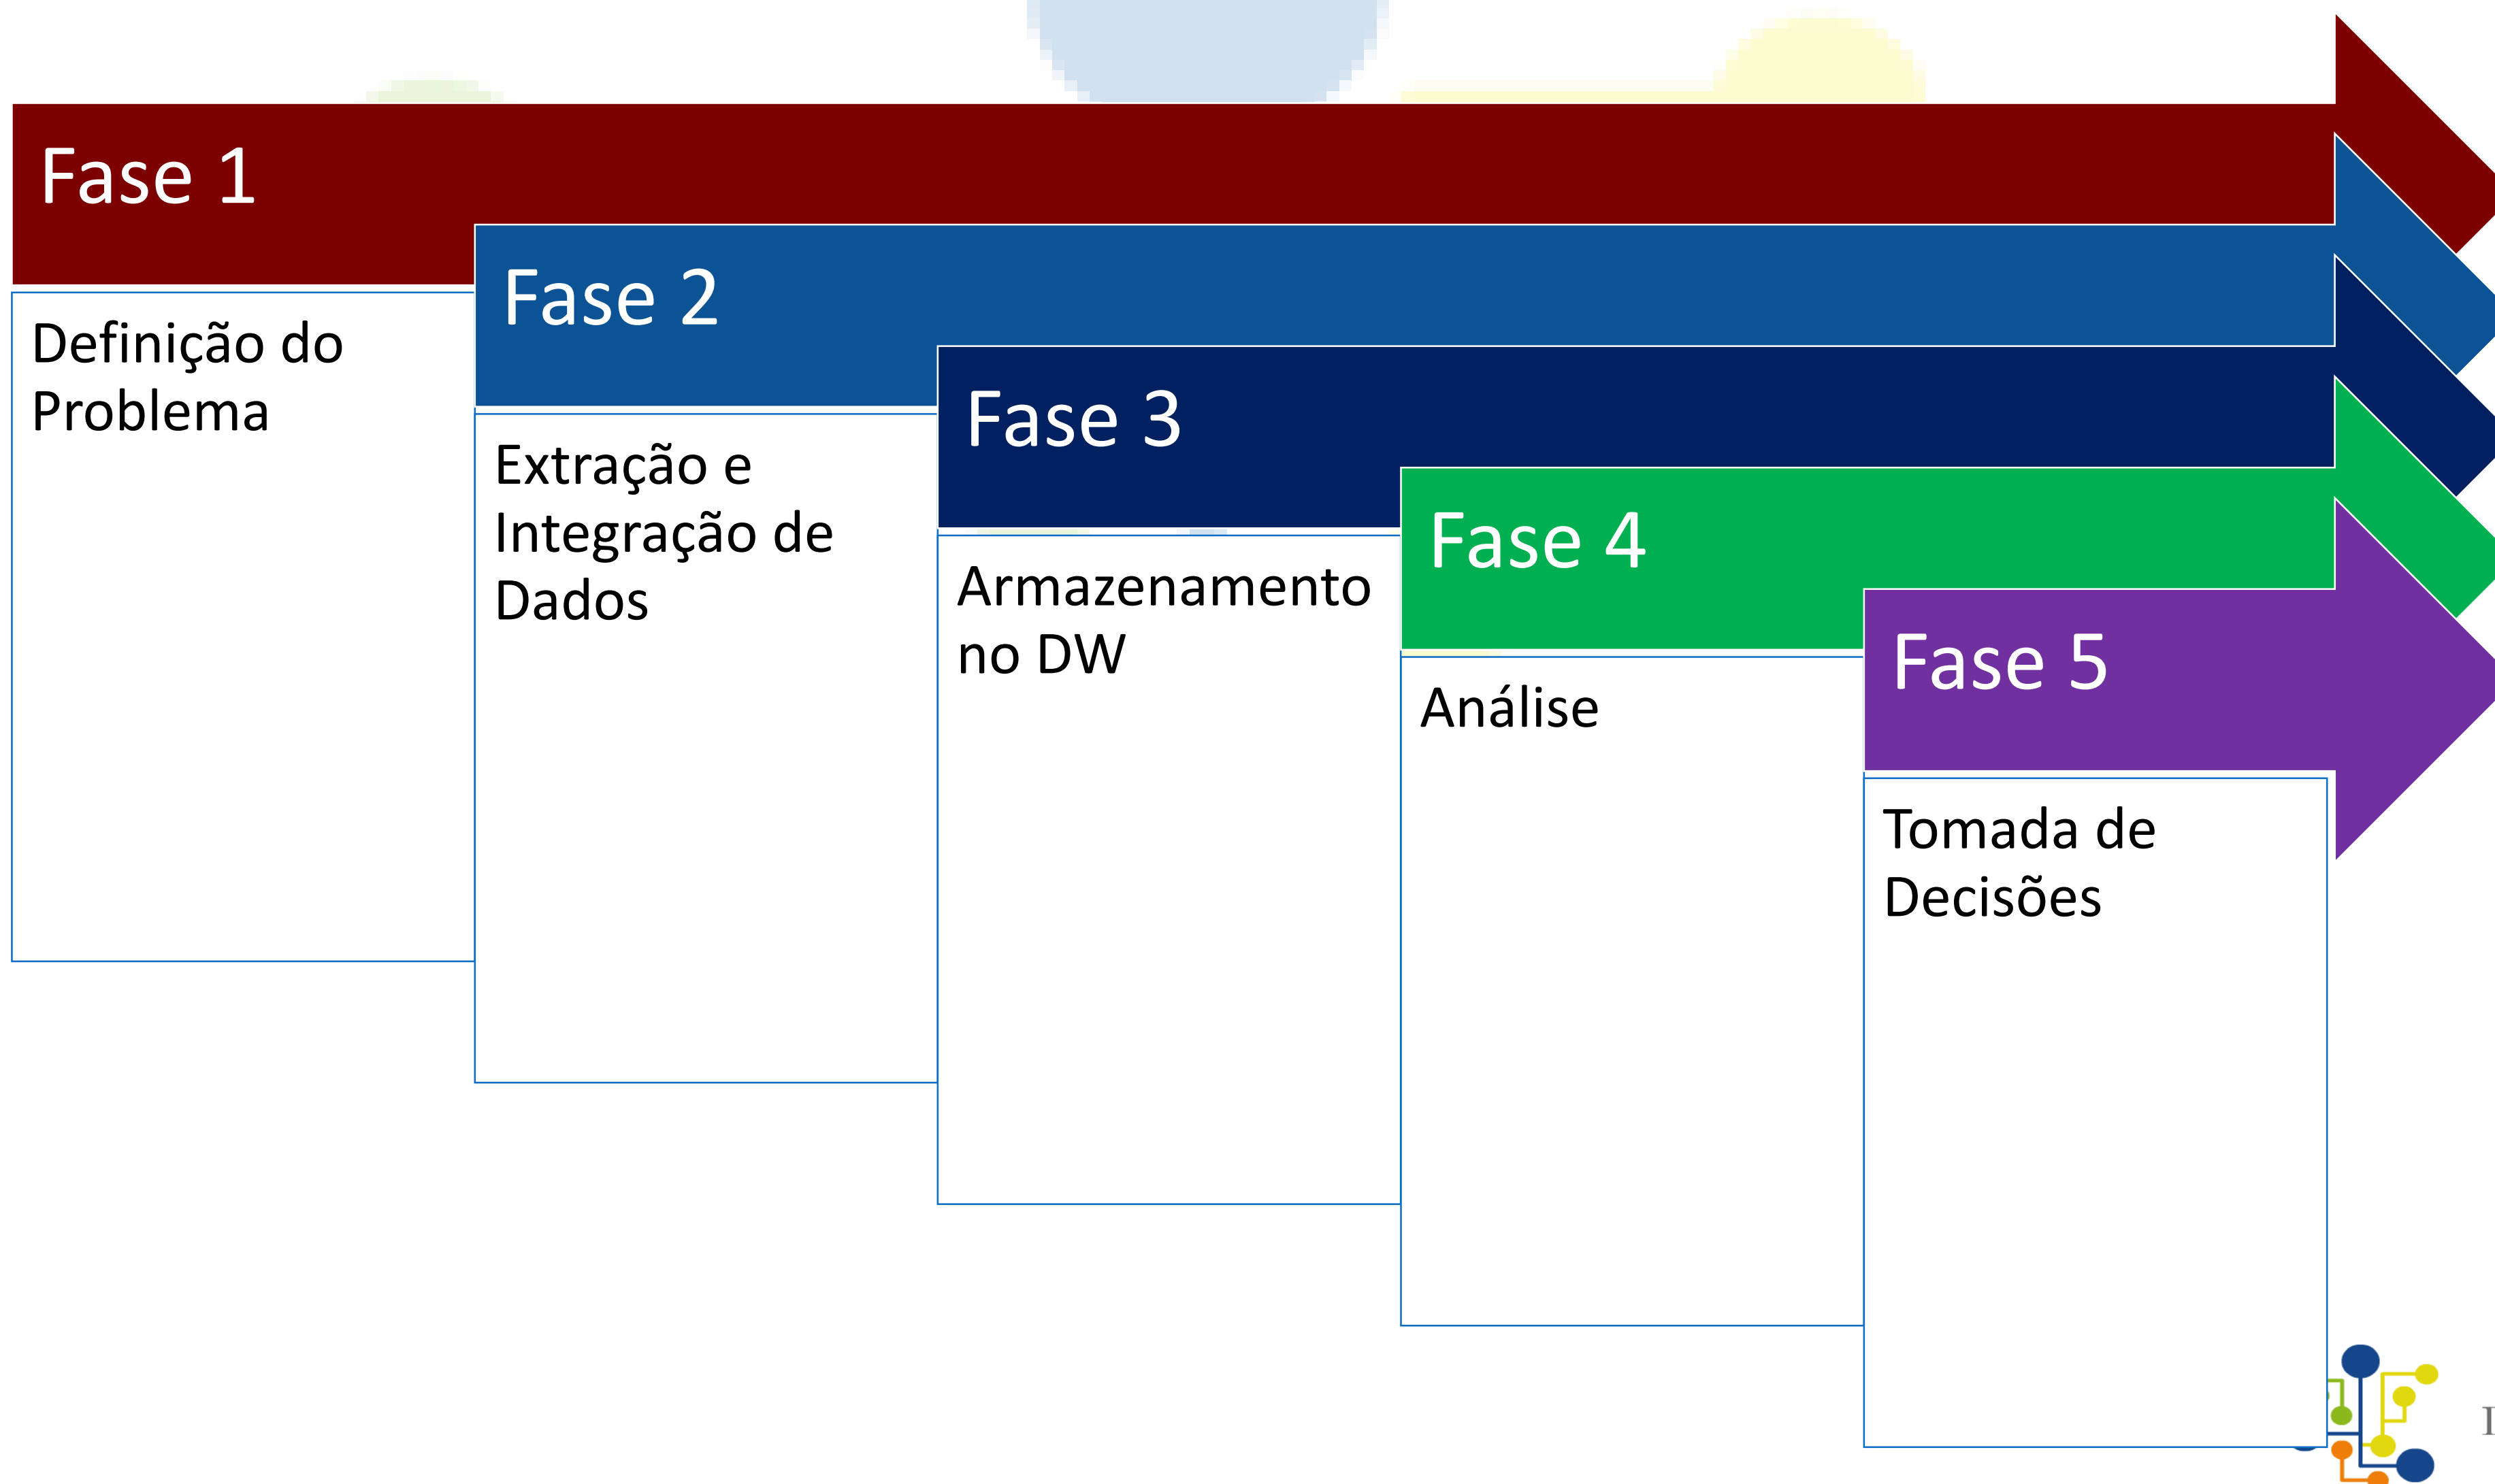 Fase 1
Definição do
Problema
Fase 2
Extração e
Integração de
Dados
Fase 3
Armazenamento
no DW
Fase 4
Análise
Fase 5
Tomada de
Decisões